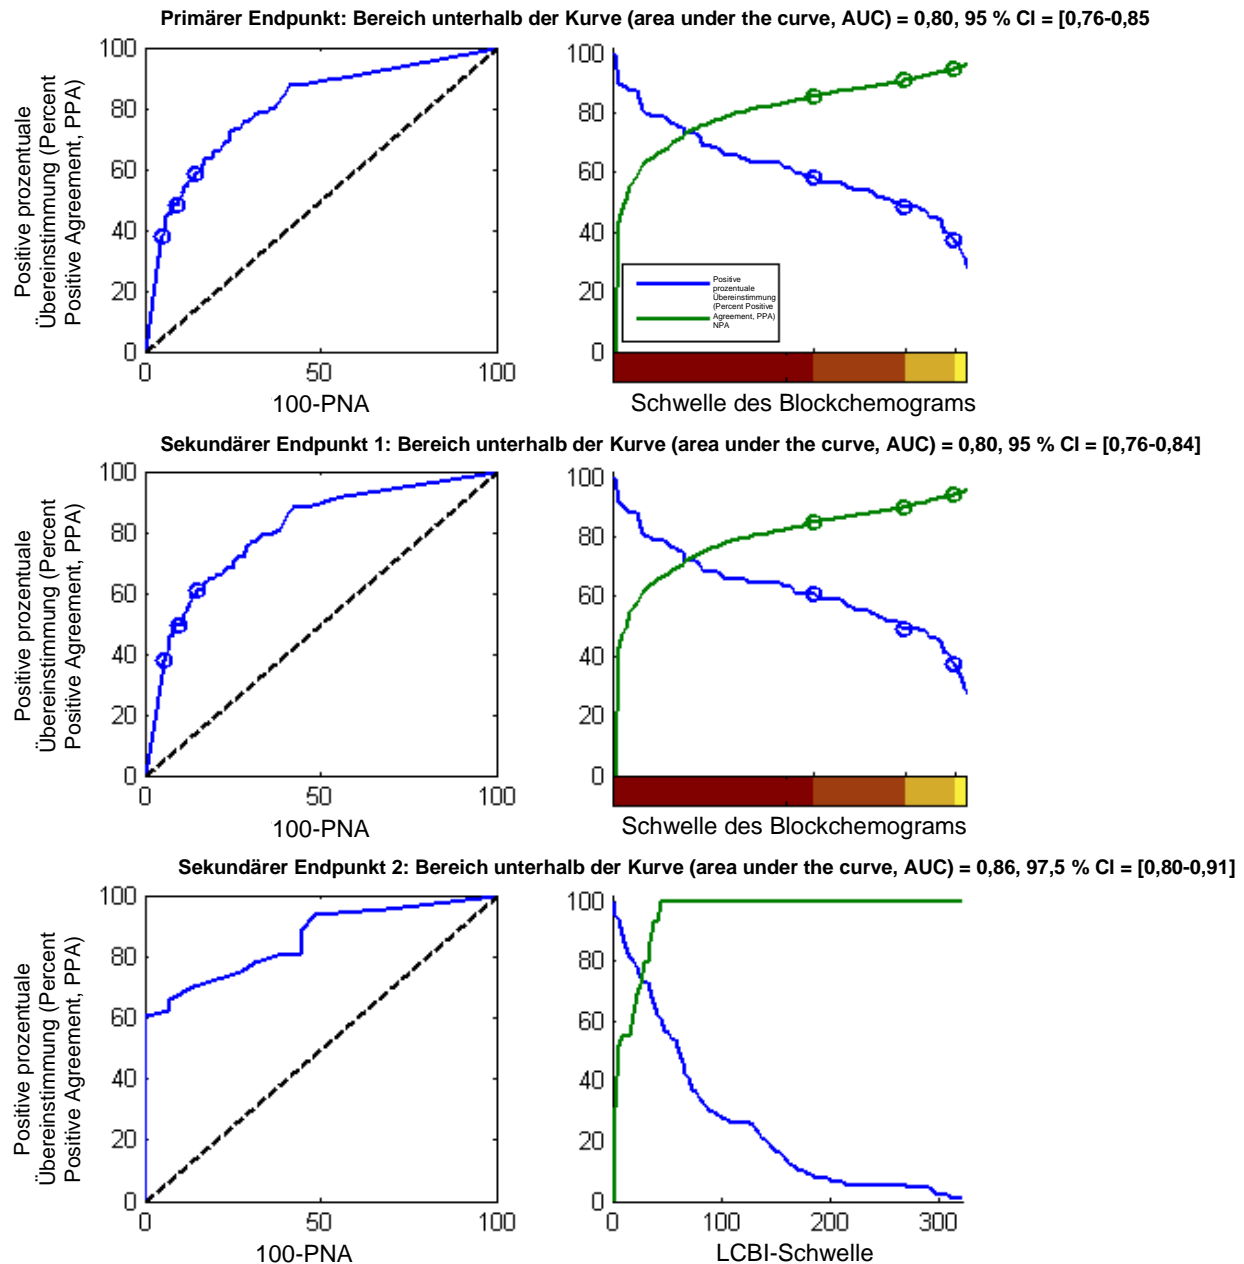 Primärer Endpunkt: Bereich unterhalb der Kurve (area under the curve, AUC) = 0,80, 95 % CI = [0,76-0,85
Positive prozentuale
Übereinstimmung (Percent
Positive Agreement, PPA)
100
80
60
40
20
0
0
50
100
100-PNA
100
80
60
40
20
0
Positive
prozentuale
Übereinstimmung
(Percent Positive
Agreement, PPA)
NPA
Schwelle des Blockchemograms
Sekundärer Endpunkt 1: Bereich unterhalb der Kurve (area under the curve, AUC) = 0,80, 95 % CI = [0,76-0,84]
Positive prozentuale
Übereinstimmung (Percent
Positive Agreement, PPA)
100
80
60
40
20
0
0
50
100
100-PNA
100
80
60
40
20
0
Schwelle des Blockchemograms
Sekundärer Endpunkt 2: Bereich unterhalb der Kurve (area under the curve, AUC) = 0,86, 97,5 % CI = [0,80-0,91]
Positive prozentuale
Übereinstimmung (Percent
Positive Agreement, PPA)
100
80
60
40
20
0
0
50
100
100-PNA
100
80
60
40
20
0
0
100
200
300
LCBI-Schwelle